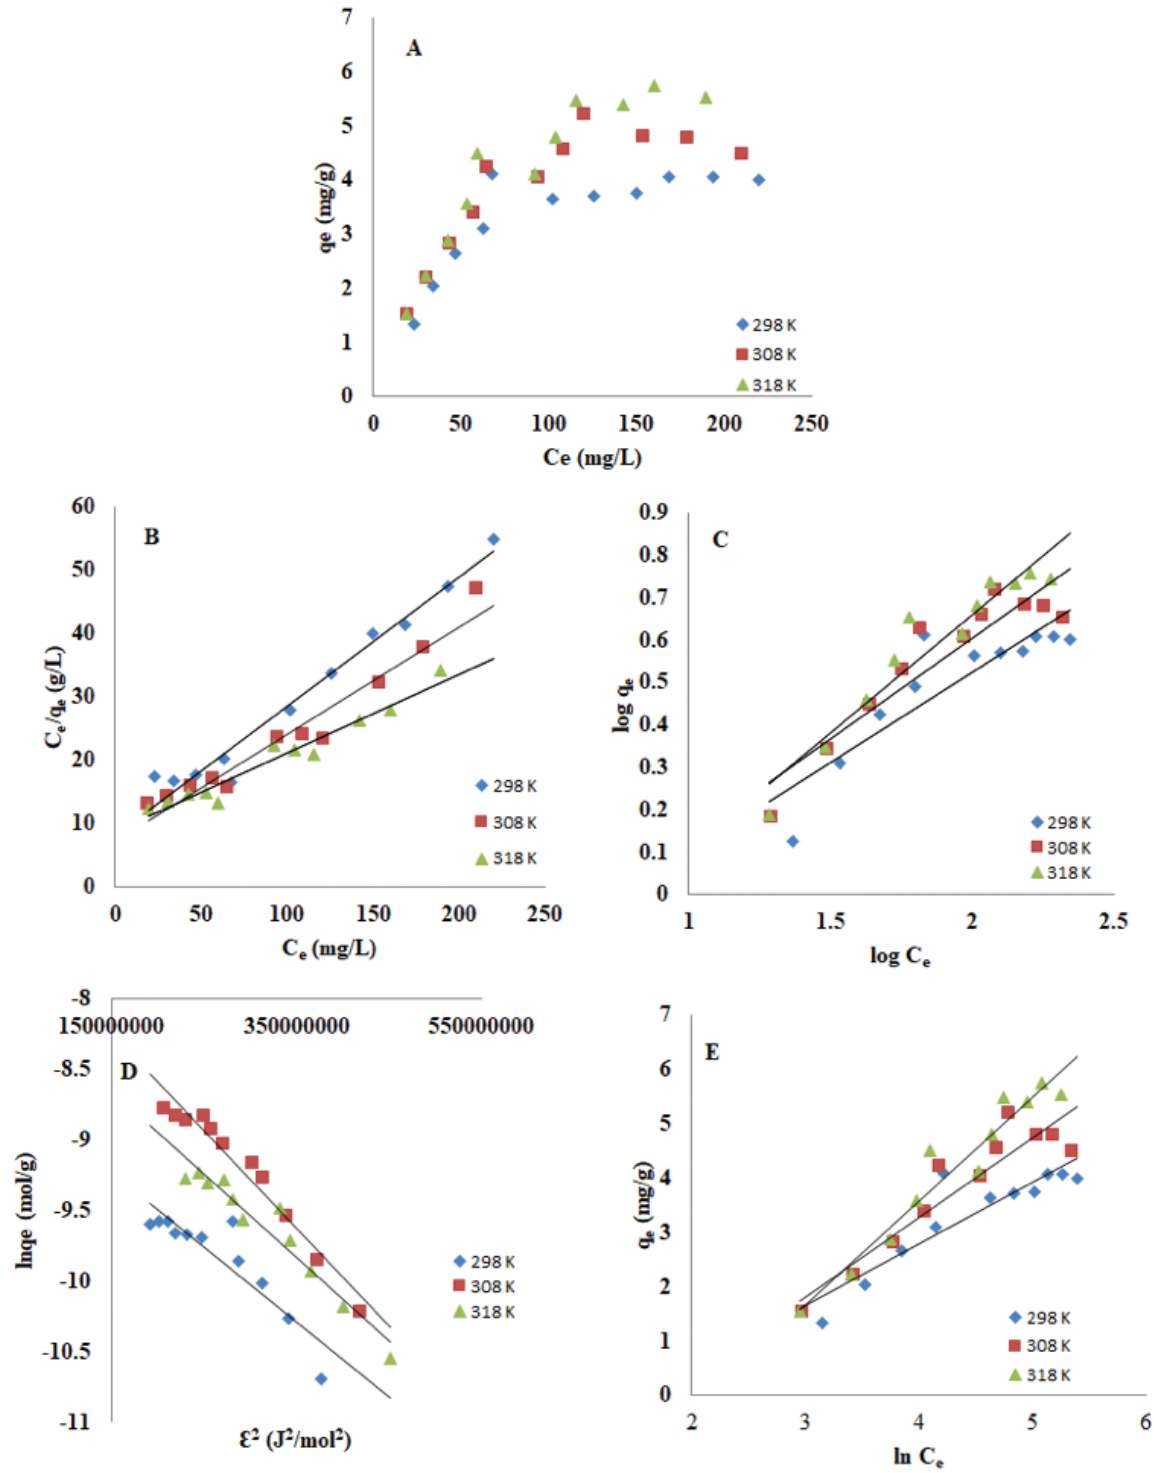 A
7
6
5
4
3
2
1
0
qe (mg/g)
0 50 100 150 200 250
Ce (mg/L)
298 K
308 K
318 K
B
60
50
40
30
20
10
0
Cₑ/qₑ (g/L)
0 50 100 150 200 250
Cₑ (mg/L)
298 K
308 K
318 K
C
0.9
0.8
0.7
0.6
0.5
0.4
0.3
0.2
0.1
0
log qₑ
1 1.5 2 2.5
log Cₑ
298 K
308 K
318 K
D
-8
150000000 350000000 550000000
-8.5
-9
-9.5
-10
-10.5
-11
lnqe (mol/g)
Ɛ² (J²/mol²)
298 K
308 K
318 K
E
7
6
5
4
3
2
1
0
qₑ (mg/g)
2 3 4 5 6
ln Cₑ
298 K
308 K
318 K